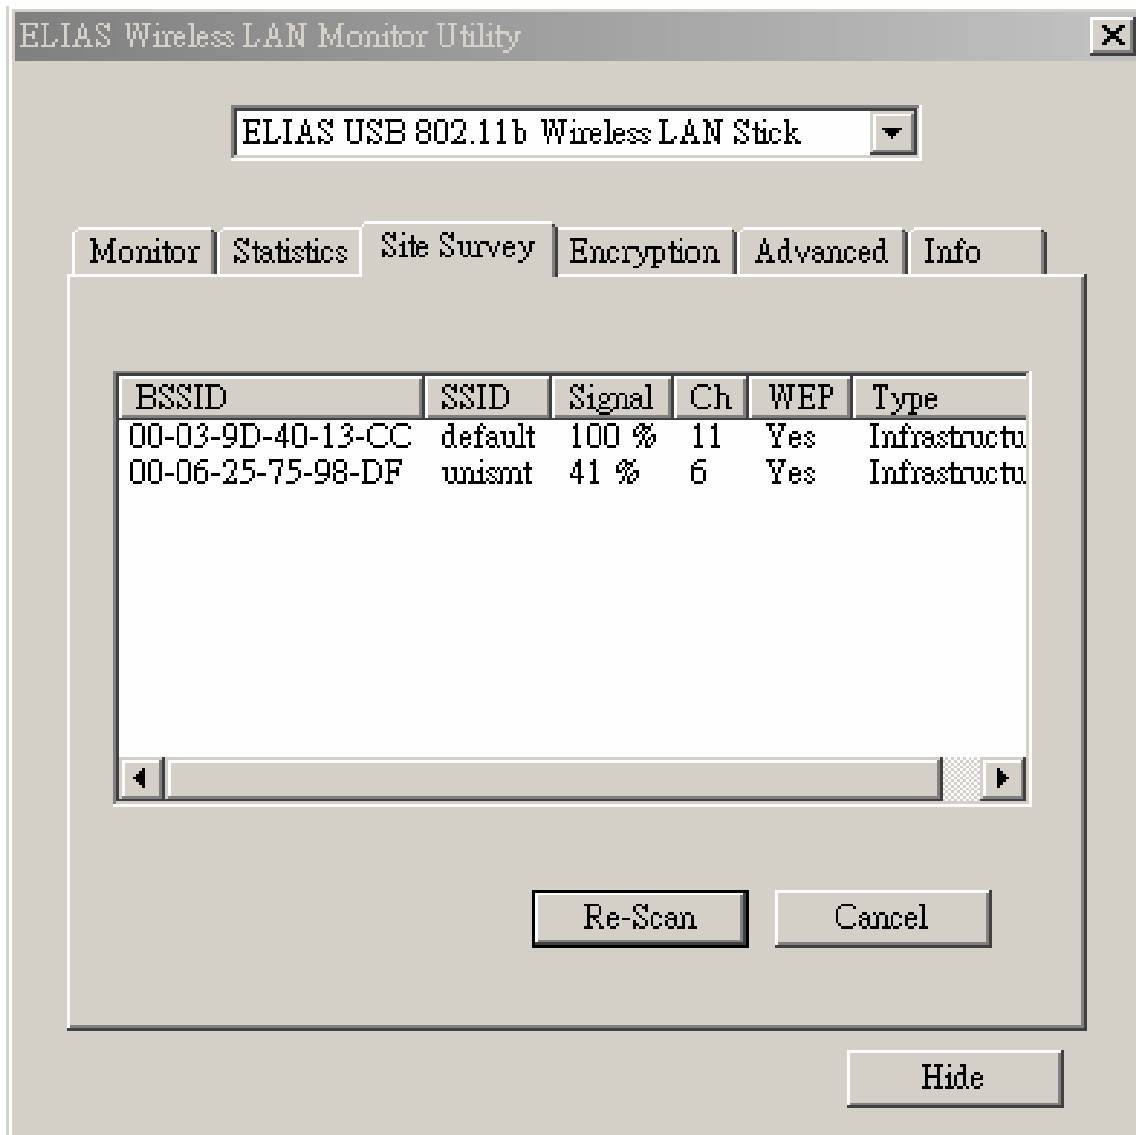 ELIAS Wireless LAN Monitor Utility
ELIAS USB 802.11b Wireless LAN Stick
Monitor Statistics Site Survey Encryption Advanced Info
BSSID SSID Signal Ch WEP Type
00-03-9D-40-13-CC default 100 % 11 Yes Infrastructu
00-06-25-75-98-DF unismt 41 % 6 Yes Infrastructu
Re-Scan Cancel
Hide